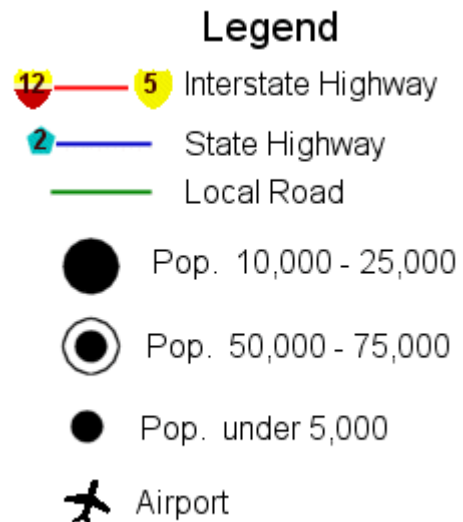 Legend
12 5 Interstate Highway
2 State Highway
Local Road
Pop. 10,000 - 25,000
Pop. 50,000 - 75,000
Pop. under 5,000
Airport